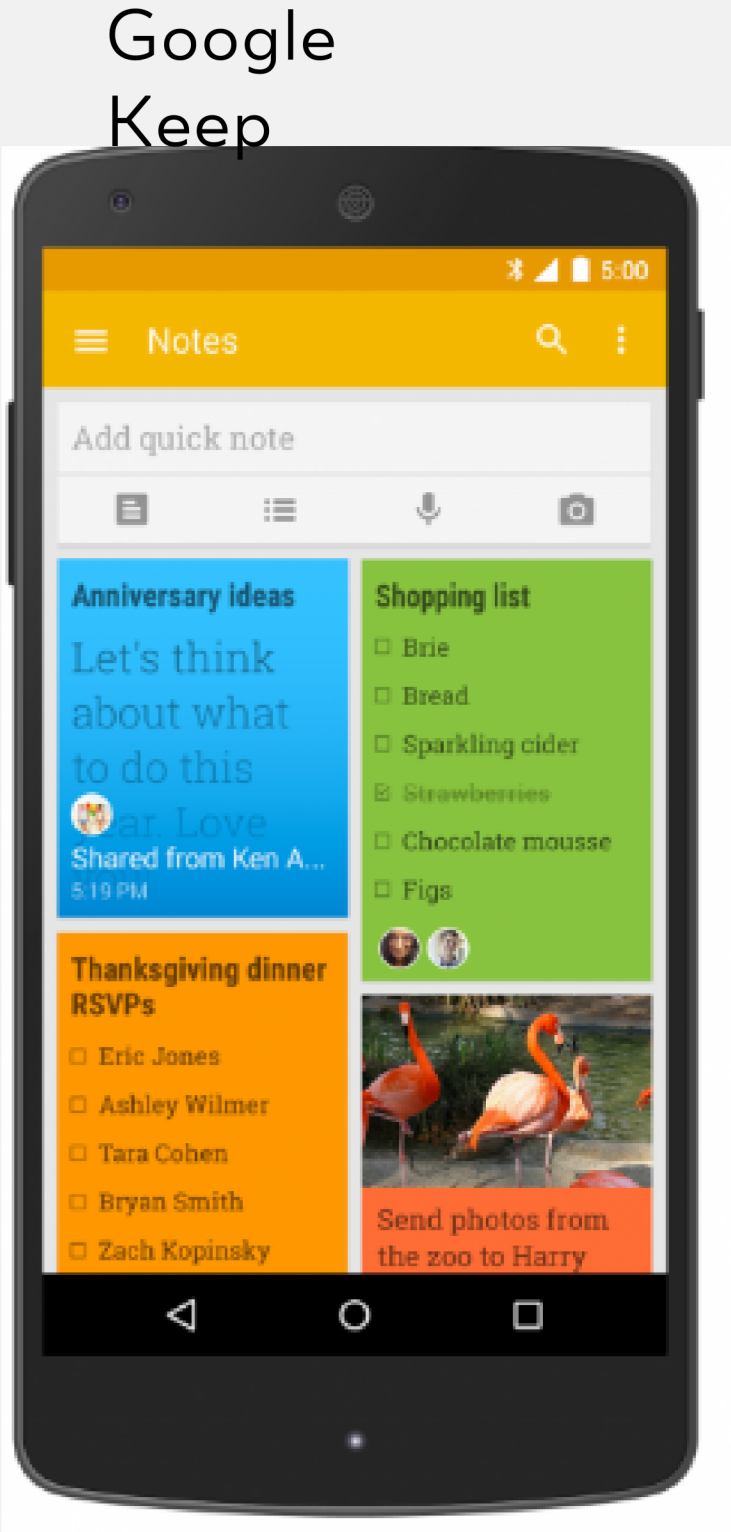 Google
Keep
5:00
Notes
Add quick note
Anniversary ideas
Let's think
about what
to do this
ear. Love
Shared from Ken A...
5:19 PM
Shopping list
Brie
Bread
Sparkling cider
Strawberries
Chocolate mousse
Figs
Thanksgiving dinner
RSVPs
Eric Jones
Ashley Wilmer
Tara Cohen
Bryan Smith
Zach Kopinsky
Send photos from
the zoo to Harry